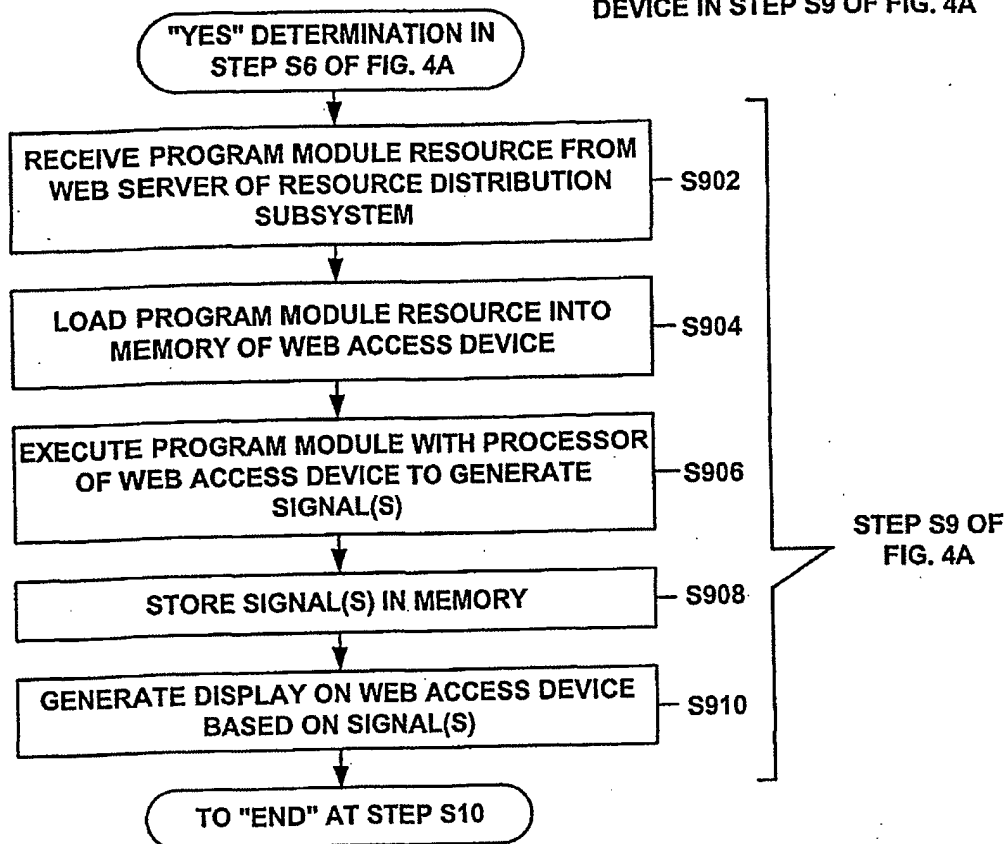 DEVICE IN STEP S9 OF FIG. 4A
"YES" DETERMINATION IN
STEP S6 OF FIG. 4A
RECEIVE PROGRAM MODULE RESOURCE FROM
WEB SERVER OF RESOURCE DISTRIBUTION
SUBSYSTEM
S902
LOAD PROGRAM MODULE RESOURCE INTO
MEMORY OF WEB ACCESS DEVICE
S904
EXECUTE PROGRAM MODULE WITH PROCESSOR
OF WEB ACCESS DEVICE TO GENERATE
SIGNAL(S)
S906
STEP S9 OF
FIG. 4A
STORE SIGNAL(S) IN MEMORY
S908
GENERATE DISPLAY ON WEB ACCESS DEVICE
BASED ON SIGNAL(S)
S910
TO "END" AT STEP S10